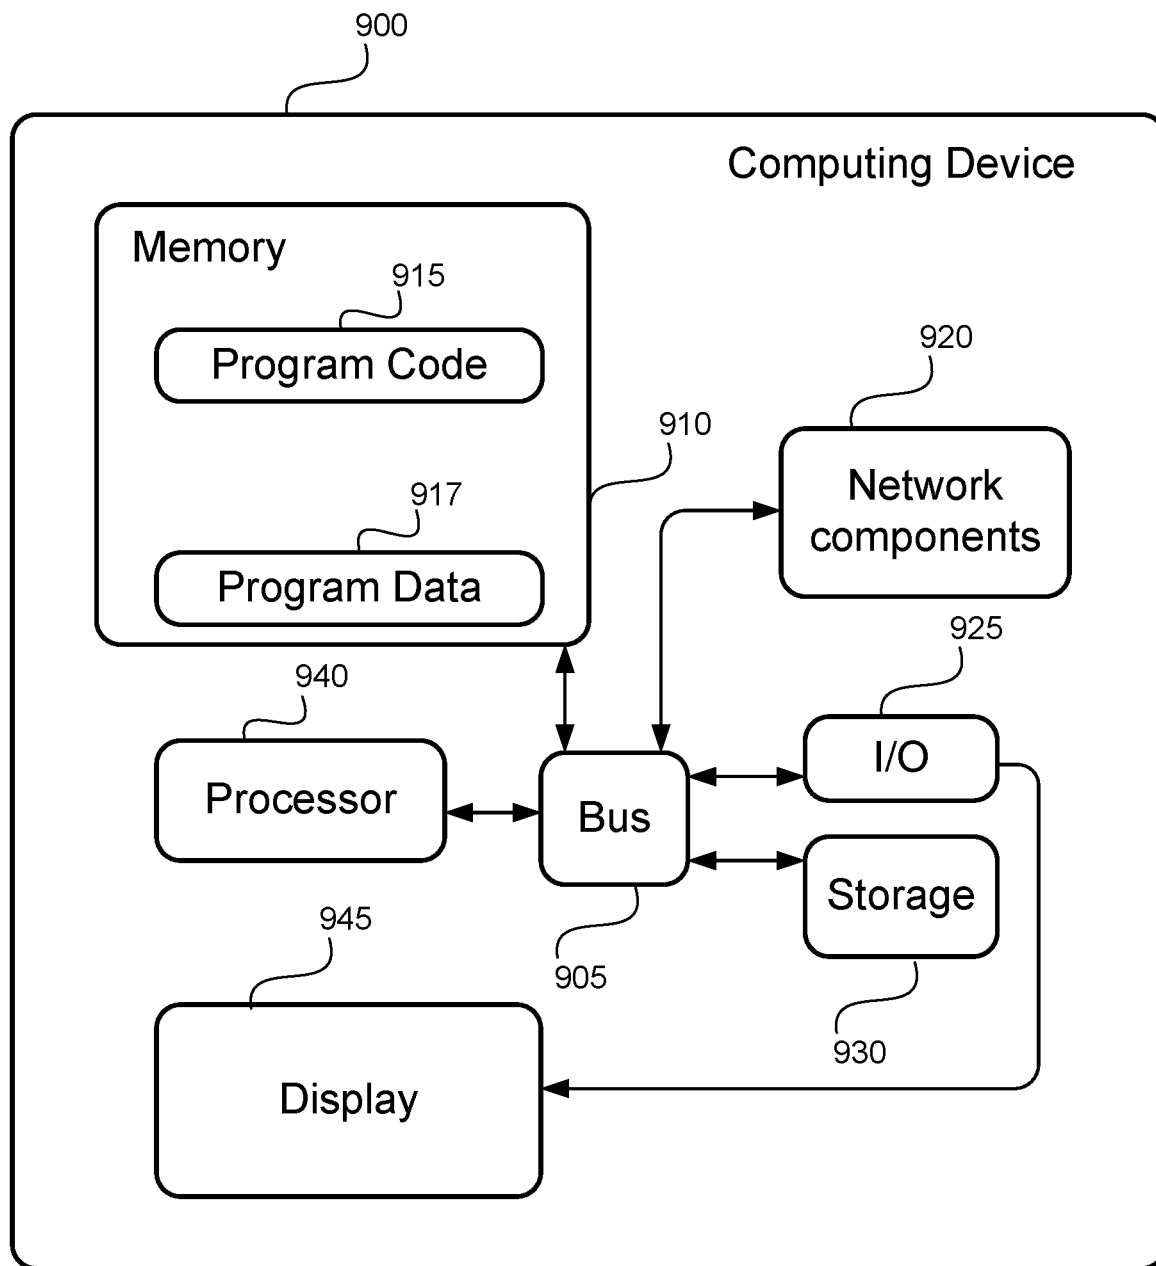 900
Computing Device
Memory
915
Program Code
920
910
Network
components
917
Program Data
925
940
I/O
Processor
Bus
Storage
945
905
930
Display